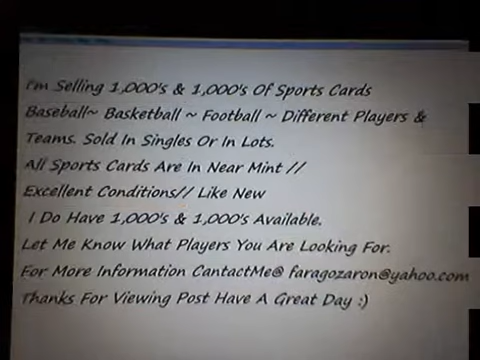 I'm Selling 1,000's & 1,000's Of Sports Cards
Baseball~ Basketball ~ Football ~ Different Players &
Teams. Sold In Singles Or In Lots.
All Sports Cards Are In Near Mint //
Excellent Conditions// Like New
I Do Have 1,000's & 1,000's Available.
Let Me Know What Players You Are Looking For.
For More Information CantactMe@ faragozaron@yahoo.com
Thanks For Viewing Post Have A Great Day :)